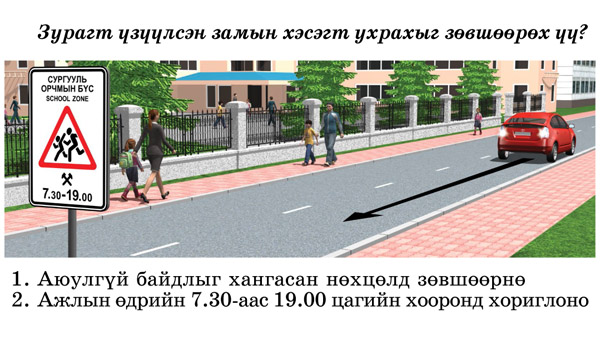 Зурагт үзүүлсэн замын хэсэгт ухрахыг зөвшөөрөх үү?
СУРГУУЛЬ
ОРЧМЫН БҮС
SCHOOL ZONE
7.30-19.00
1. Аюулгүй байдлыг хангасан нөхцөлд зөвшөөрнө
2. Ажлын өдрийн 7.30-аас 19.00 цагийн хооронд хориглоно